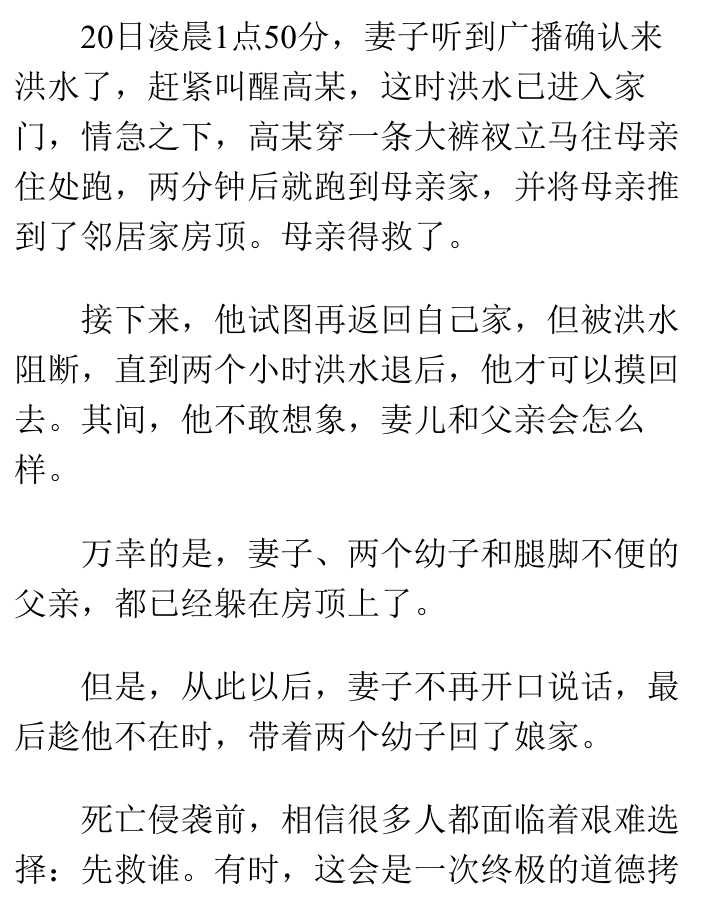 20日凌晨1点50分，妻子听到广播确认来
洪水了，赶紧叫醒高某，这时洪水已进入家
门，情急之下，高某穿一条大裤衩立马往母亲
住处跑，两分钟后就跑到母亲家，并将母亲推
到了邻居家房顶。母亲得救了。
接下来，他试图再返回自己家，但被洪水
阻断，直到两个小时洪水退后，他才可以摸回
去。其间，他不敢想象，妻儿和父亲会怎么
样。
万幸的是，妻子、两个幼子和腿脚不便的
父亲，都已经躲在房顶上了。
但是，从此以后，妻子不再开口说话，最
后趁他不在时，带着两个幼子回了娘家。
死亡侵袭前，相信很多人都面临着艰难选
择：先救谁。有时，这会是一次终极的道德拷